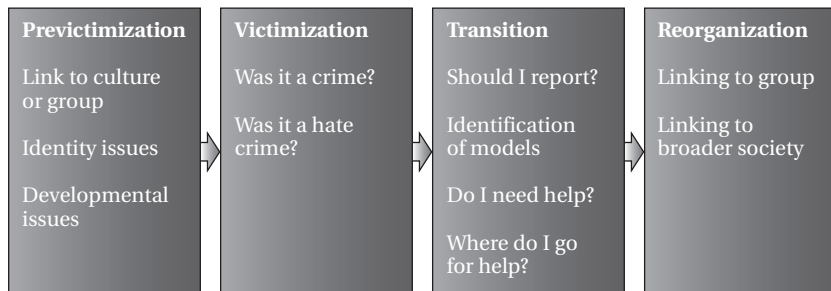 Previctimization
Link to culture
or group
Identity issues
Developmental
issues
Victimization
Was it a crime?
Was it a hate
crime?
Transition
Should I report?
Identification
of models
Do I need help?
Where do I go
for help?
Reorganization
Linking to group
Linking to
broader society